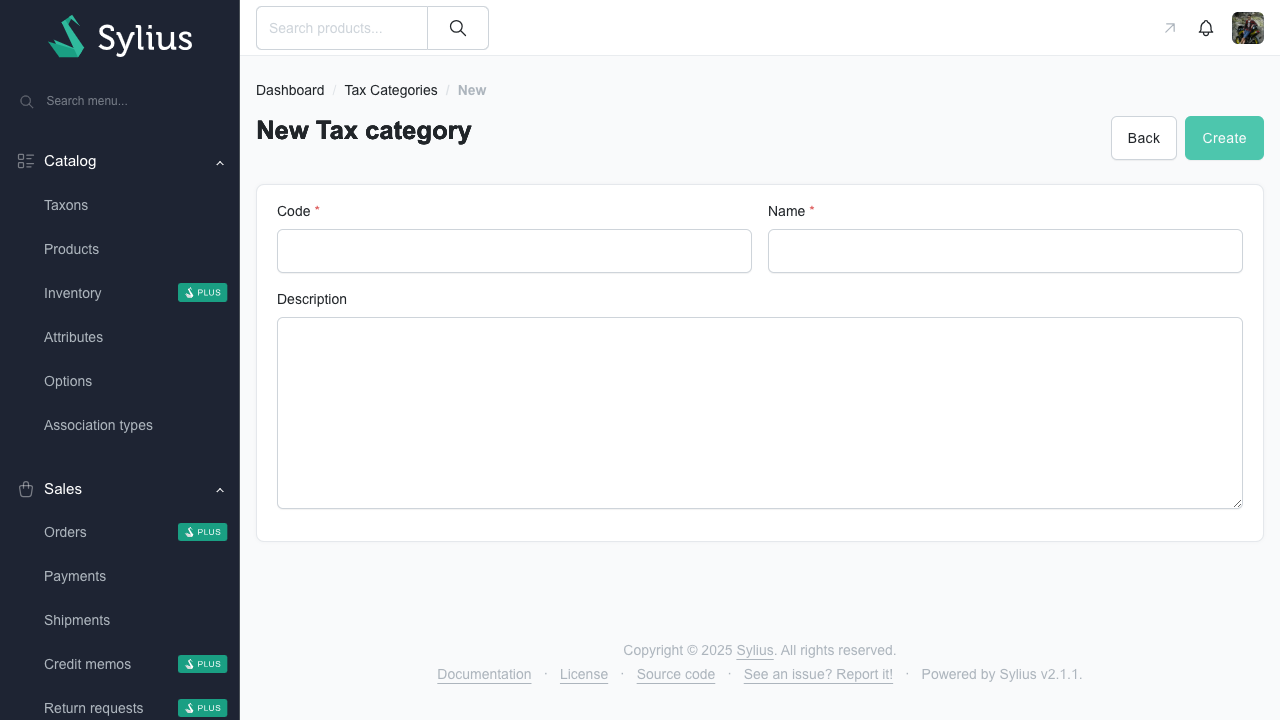 Sylius
Search menu...
Catalog
Taxons
Products
Inventory PLUS
Attributes
Options
Association types
Sales
Orders PLUS
Payments
Shipments
Credit memos PLUS
Return requests PLUS
Search products...
Dashboard / Tax Categories / New
New Tax category
Back
Create
Code *
Name *
Description
Copyright © 2025 Sylius. All rights reserved.
Documentation · License · Source code · See an issue? Report it! · Powered by Sylius v2.1.1.